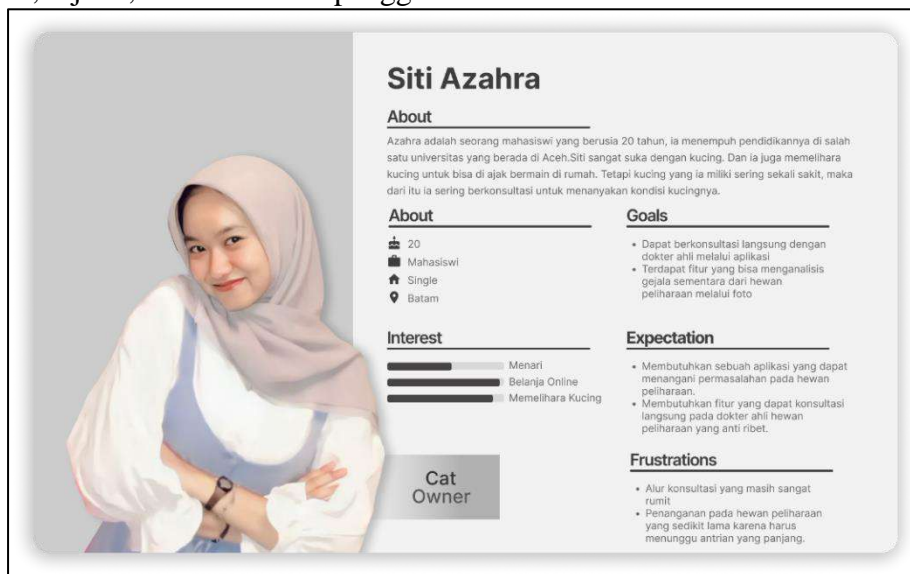 Siti Azahra
About
Azahra adalah seorang mahasiswi yang berusia 20 tahun, ia menempuh pendidikannya di salah
satu universitas yang berada di Aceh.Siti sangat suka dengan kucing. Dan ia juga memelihara
kucing untuk bisa di ajak bermain di rumah. Tetapi kucing yang ia miliki sering sekali sakit, maka
dari itu ia sering berkonsultasi untuk menanyakan kondisi kucingnya.
About
20
Mahasiswi
Single
Batam
Goals
• Dapat berkonsultasi langsung dengan
dokter ahli melalui aplikasi
• Terdapat fitur yang bisa menganalisis
gejala sementara dari hewan
peliharaan melalui foto
Interest
Menari
Belanja Online
Memelihara Kucing
Expectation
• Membutuhkan sebuah aplikasi yang dapat
menangani permasalahan pada hewan
peliharaan.
• Membutuhkan fitur yang dapat konsultasi
langsung pada dokter ahli hewan
peliharaan yang anti ribet.
Cat
Owner
Frustrations
• Alur konsultasi yang masih sangat
rumit
• Penanganan pada hewan peliharaan
yang sedikit lama karena harus
menunggu antrian yang panjang.